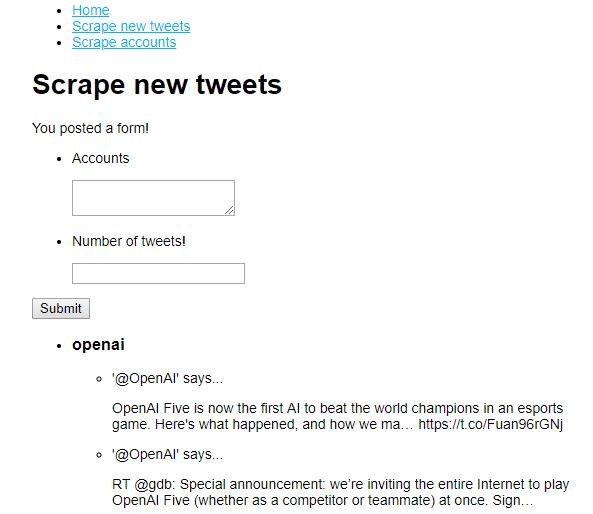 Home
Scrape new tweets
Scrape accounts
Scrape new tweets
You posted a form!
Accounts
Number of tweets!
Submit
openai
'@OpenAI' says...
OpenAI Five is now the first AI to beat the world champions in an esports
game. Here's what happened, and how we ma… https://t.co/Fuan96rGNj
'@OpenAI' says...
RT @gdb: Special announcement: we’re inviting the entire Internet to play
OpenAI Five (whether as a competitor or teammate) at once. Sign…